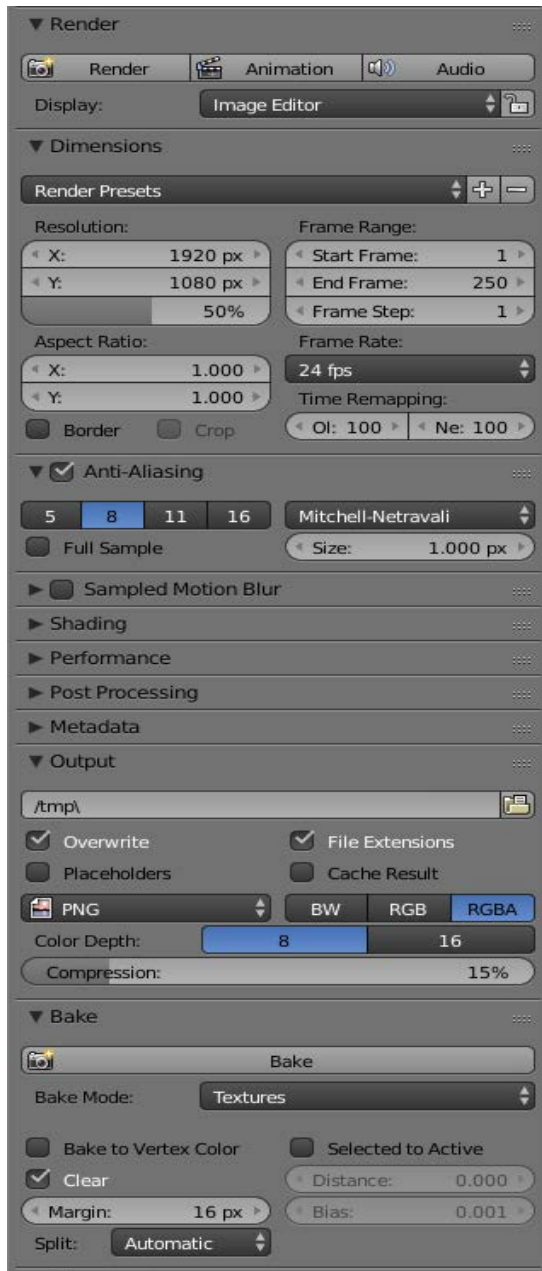 Render
Render Animation Audio
Display: Image Editor
Dimensions
Render Presets
Resolution: Frame Range:
X: 1920 px Start Frame: 1
Y: 1080 px End Frame: 250
50% Frame Step: 1
Aspect Ratio: Frame Rate:
X: 1.000 24 fps
Y: 1.000 Time Remapping:
Border Crop Ol: 100 Ne: 100
Anti-Aliasing
5 8 11 16 Mitchell-Netravali
Full Sample Size: 1.000 px
Sampled Motion Blur
Shading
Performance
Post Processing
Metadata
Output
/tmp\
Overwrite File Extensions
Placeholders Cache Result
PNG BW RGB RGBA
Color Depth: 8 16
Compression: 15%
Bake
Bake
Bake Mode: Textures
Bake to Vertex Color Selected to Active
Clear Distance: 0.000
Margin: 16 px Bias: 0.001
Split: Automatic